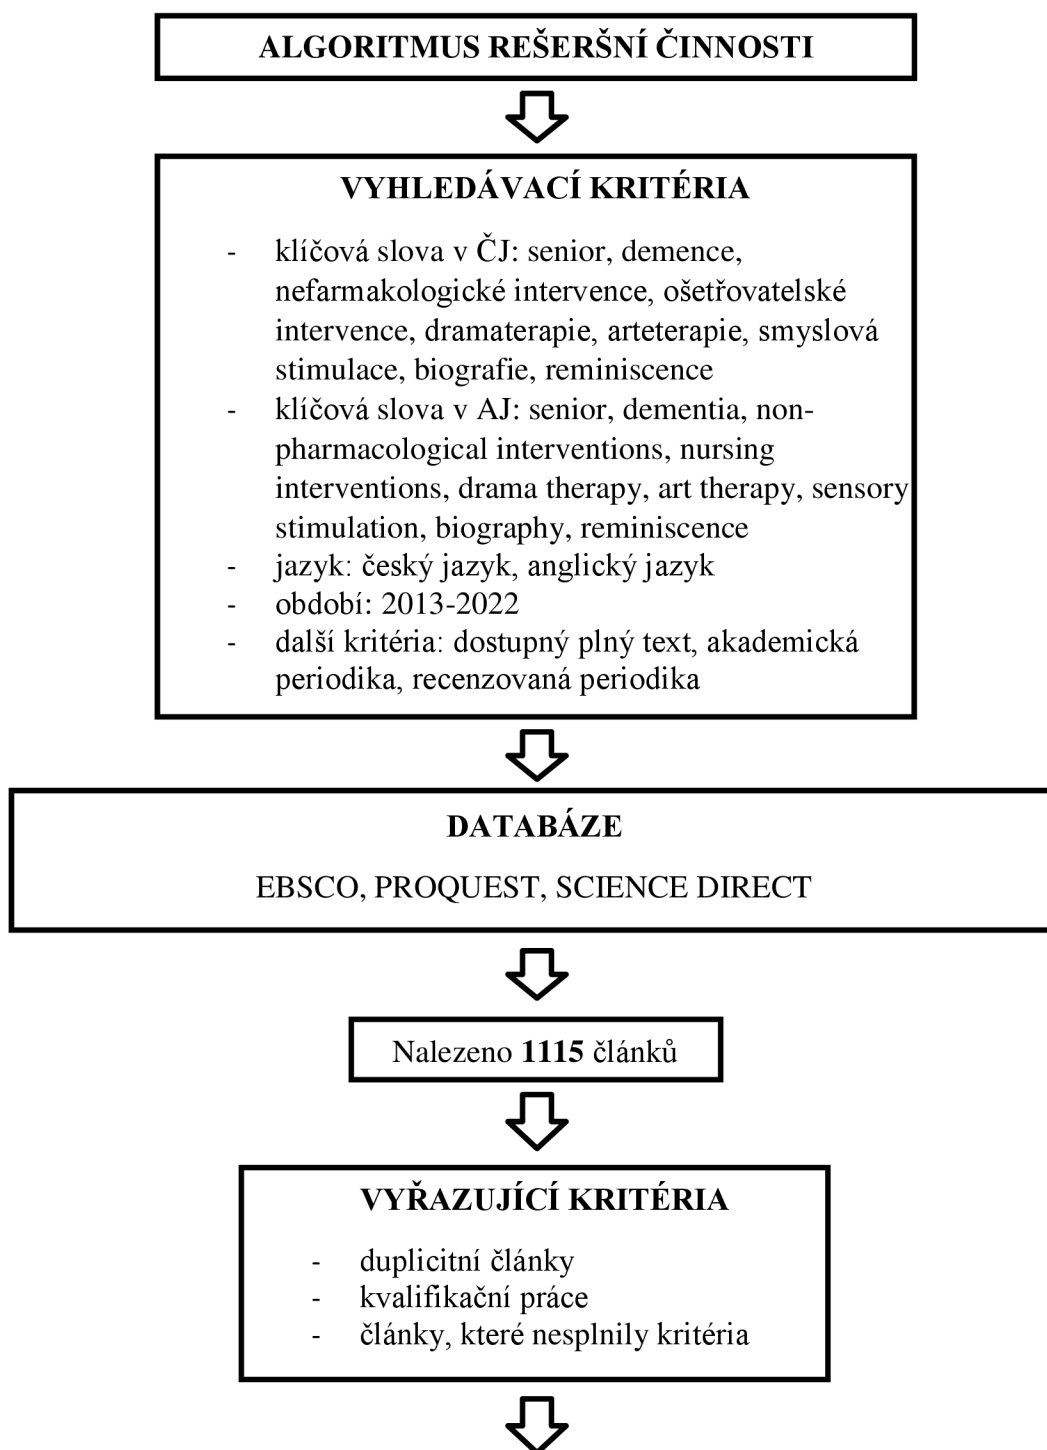 ALGORITMUS REŠERŠNÍ ČINNOSTI
VYHLEDÁVACÍ KRITÉRIA
- klíčová slova v ČJ: senior, demence,
nefarmakologické intervence, ošetřovatelské
intervence, dramaterapie, arteterapie, smyslová
stimulace, biografie, reminiscence
- klíčová slova v AJ: senior, dementia, non-
pharmacological interventions, nursing
interventions, drama therapy, art therapy, sensory
stimulation, biography, reminiscence
- jazyk: český jazyk, anglický jazyk
- období: 2013-2022
- další kritéria: dostupný plný text, akademická
periodika, recenzovaná periodika
DATABÁZE
EBSCO, PROQUEST, SCIENCE DIRECT
Nalezeno 1115 článků
VYŘAZUJÍCÍ KRITÉRIA
- duplicitní články
- kvalifikační práce
- články, které nesplnily kritéria